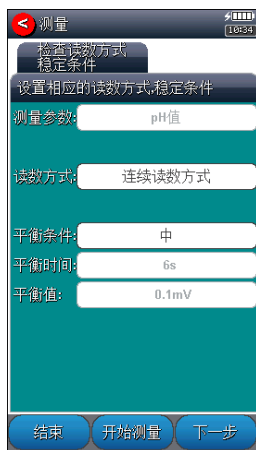 测量
10:34
检查读数方式
稳定条件
设置相应的读数方式,稳定条件
测量参数: pH值
读数方式: 连续读数方式
平衡条件: 中
平衡时间: 6s
平衡值: 0.1mV
结束 开始测量 下一步